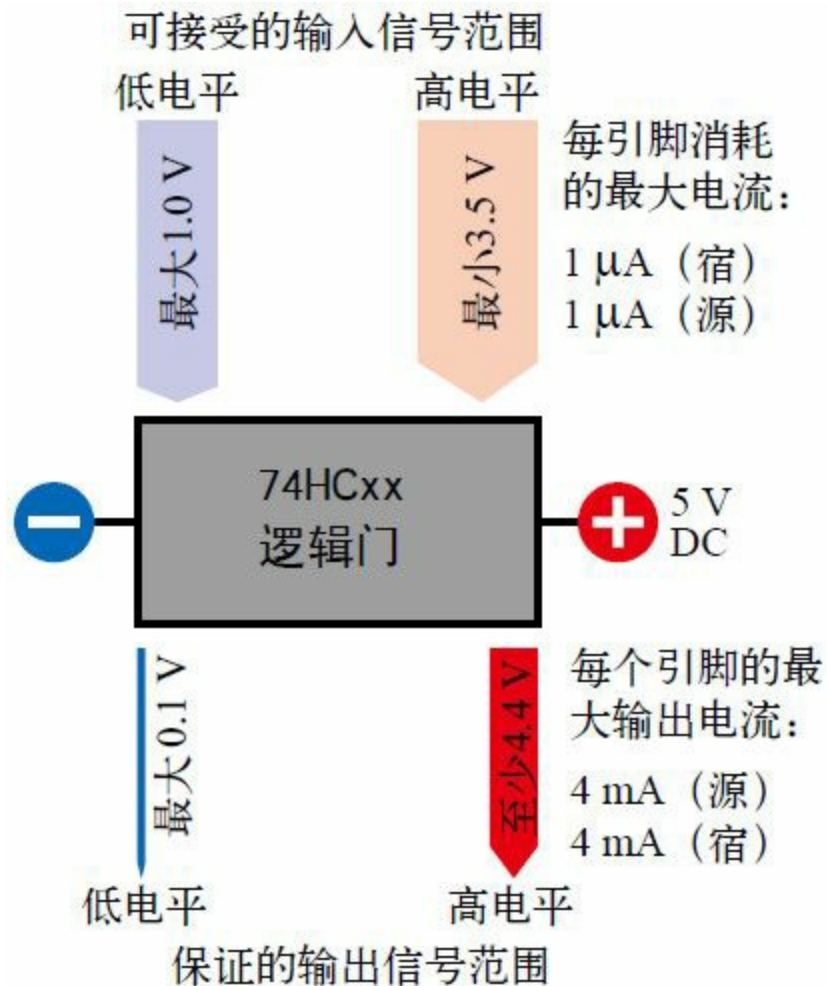 可接受的输入信号范围
低电平
高电平
最大1.0 V
最小3.5 V
每引脚消耗
的最大电流：
1 μA（宿）
1 μA（源）
74HCxx
逻辑门
5 V
DC
最大0.1 V
至少4.4 V
每个引脚的最
大输出电流：
4 mA（源）
4 mA（宿）
低电平
高电平
保证的输出信号范围